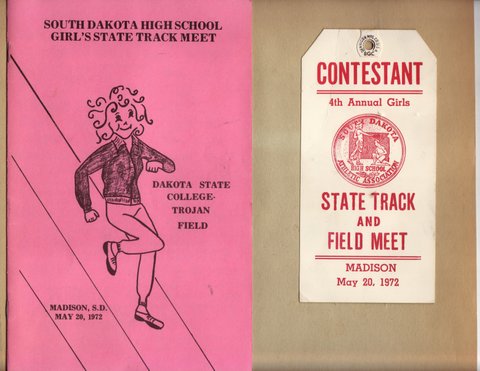 SOUTH DAKOTA HIGH SCHOOL
GIRL'S STATE TRACK MEET
DAKOTA STATE
COLLEGE-
TROJAN
FIELD
MADISON, S.D.
MAY 20, 1972
CONTESTANT
4th Annual Girls
SOUTH DAKOTA
HIGH SCHOOL
ATHLETIC ASSOCIATION
STATE TRACK
AND
FIELD MEET
MADISON
May 20, 1972